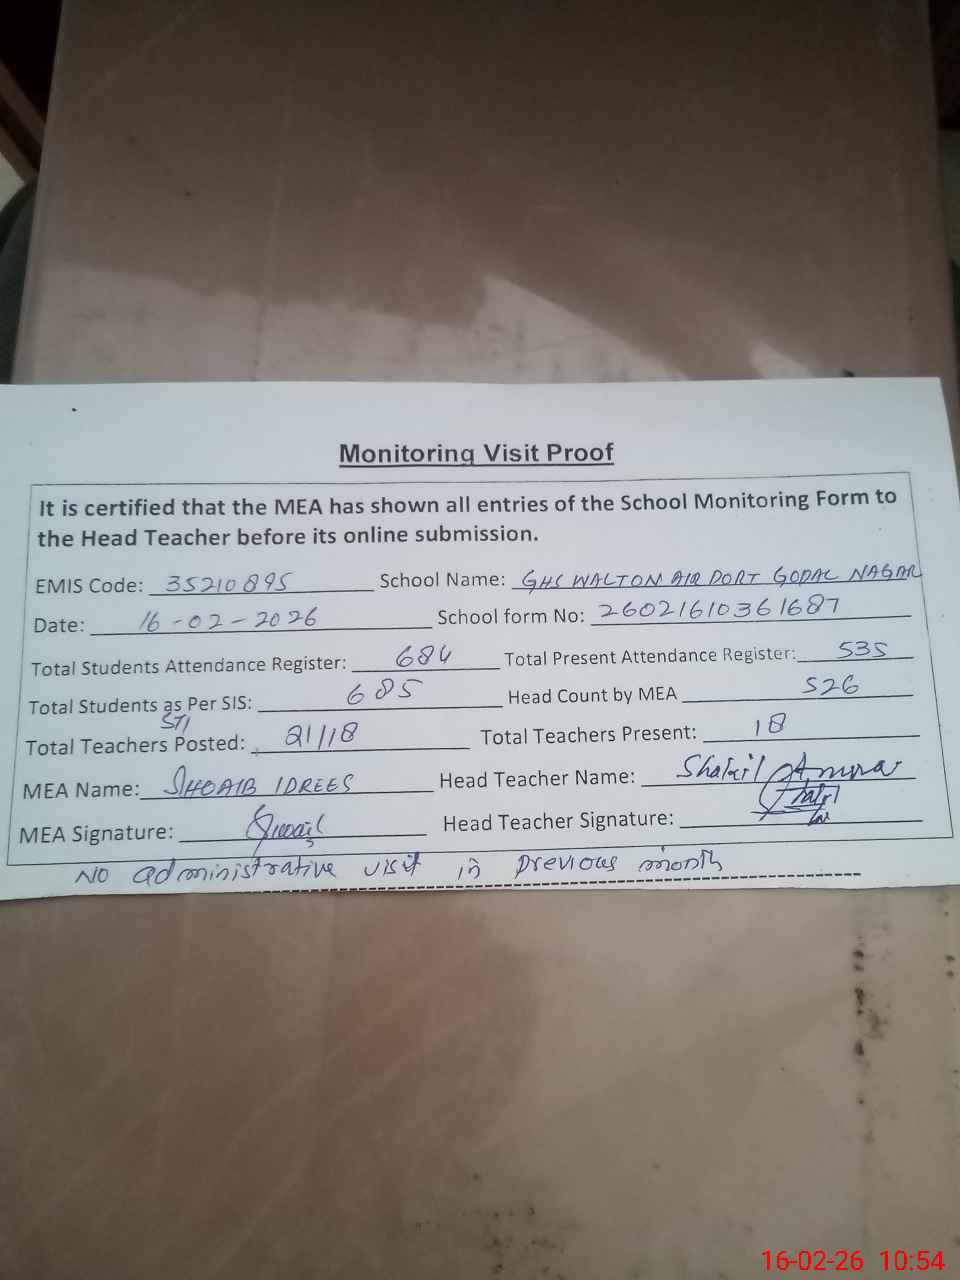 Monitoring Visit Proof
It is certified that the MEA has shown all entries of the School Monitoring Form to
the Head Teacher before its online submission.
EMIS Code: 35210895 School Name: GHS WALTON AIR PORT GOPAL NAGAR
Date: 16-02-2026 School form No: 26021610361687
Total Students Attendance Register: 684 Total Present Attendance Register: 535
Total Students as Per SIS: 685 Head Count by MEA 526
STI
Total Teachers Posted: 21/18 Total Teachers Present: 18
MEA Name: SHOAIB IDREES Head Teacher Name: Shakil
MEA Signature: Head Teacher Signature:
NO administrative visit in previous month
16-02-26 10:54